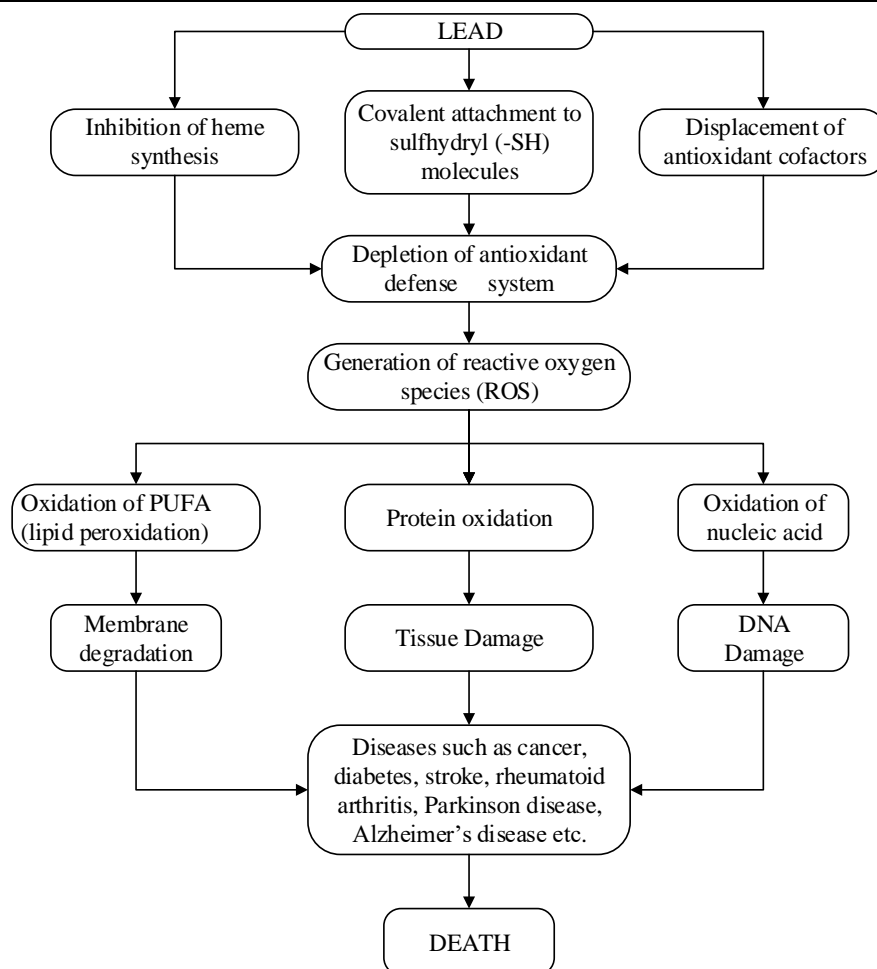 LEAD
Inhibition of heme
synthesis
Covalent attachment to
sulfhydryl (-SH)
molecules
Displacement of
antioxidant cofactors
Depletion of antioxidant
defense system
Generation of reactive oxygen
species (ROS)
Oxidation of PUFA
(lipid peroxidation)
Protein oxidation
Oxidation of
nucleic acid
Membrane
degradation
Tissue Damage
DNA
Damage
Diseases such as cancer,
diabetes, stroke, rheumatoid
arthritis, Parkinson disease,
Alzheimer’s disease etc.
DEATH